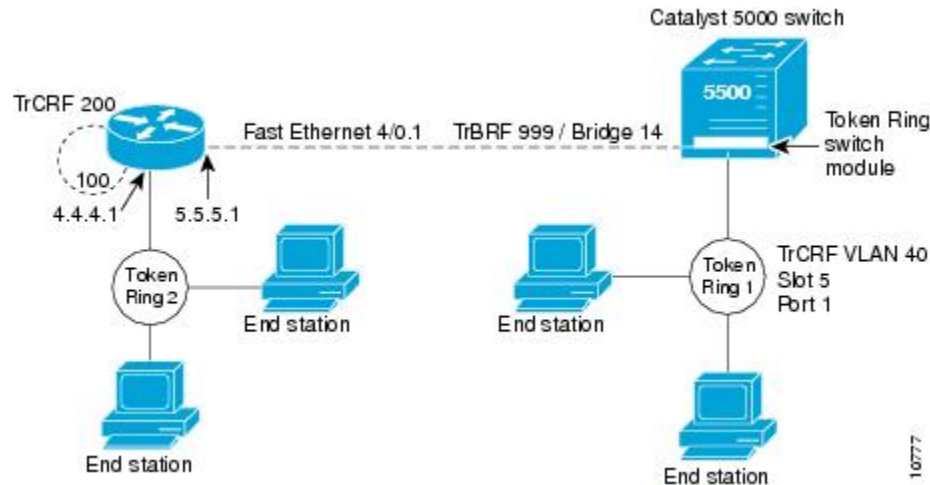 Catalyst 5000 switch
TrCRF 200
5500
Fast Ethernet 4/0.1
TrBRF 999 / Bridge 14
Token Ring
switch
module
100
4.4.4.1
5.5.5.1
Token
Ring 2
End station
End station
Token
Ring 1
TrCRF VLAN 40
Slot 5
Port 1
End station
End station
10777